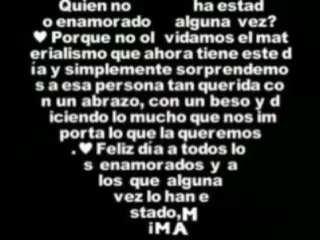 Quien no ha estad
o enamorado alguna vez?
♥ Porque no ol vidamos el mat
erialismo que ahora tiene este d
ía y simplemente sorprendemo
s a esa persona tan querida co
n un abrazo, con un beso y d
iciendo lo mucho que nos im
porta lo que la queremos
. ♥ Feliz día a todos lo
s enamorados y a
los que alguna
vez lo han e
stado,M
iMA